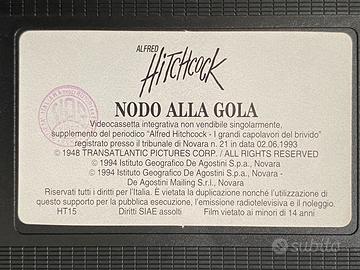 ALFRED
HITCHCOCK
NODO ALLA GOLA
Videocassetta integrativa non vendibile singolarmente,
supplemento del periodico "Alfred Hitchcock - I grandi capolavori del brivido"
registrato presso il tribunale di Novara n. 21 in data 02.06.1993
© 1948 TRANSATLANTIC PICTURES CORP. / ALL RIGHTS RESERVED
© 1994 Istituto Geografico De Agostini S.p.A., Novara
© 1994 Istituto Geografico De Agostini S.p.A., Novara -
De Agostini Mailing S.r.l., Novara
Riservati tutti i diritti per l'Italia. È vietata la duplicazione nonché l'utilizzazione di
questo supporto per la pubblica esecuzione, l'emissione radiotelevisiva e il noleggio.
HT15 Diritti SIAE assolti Film vietato ai minori di 14 anni
subito